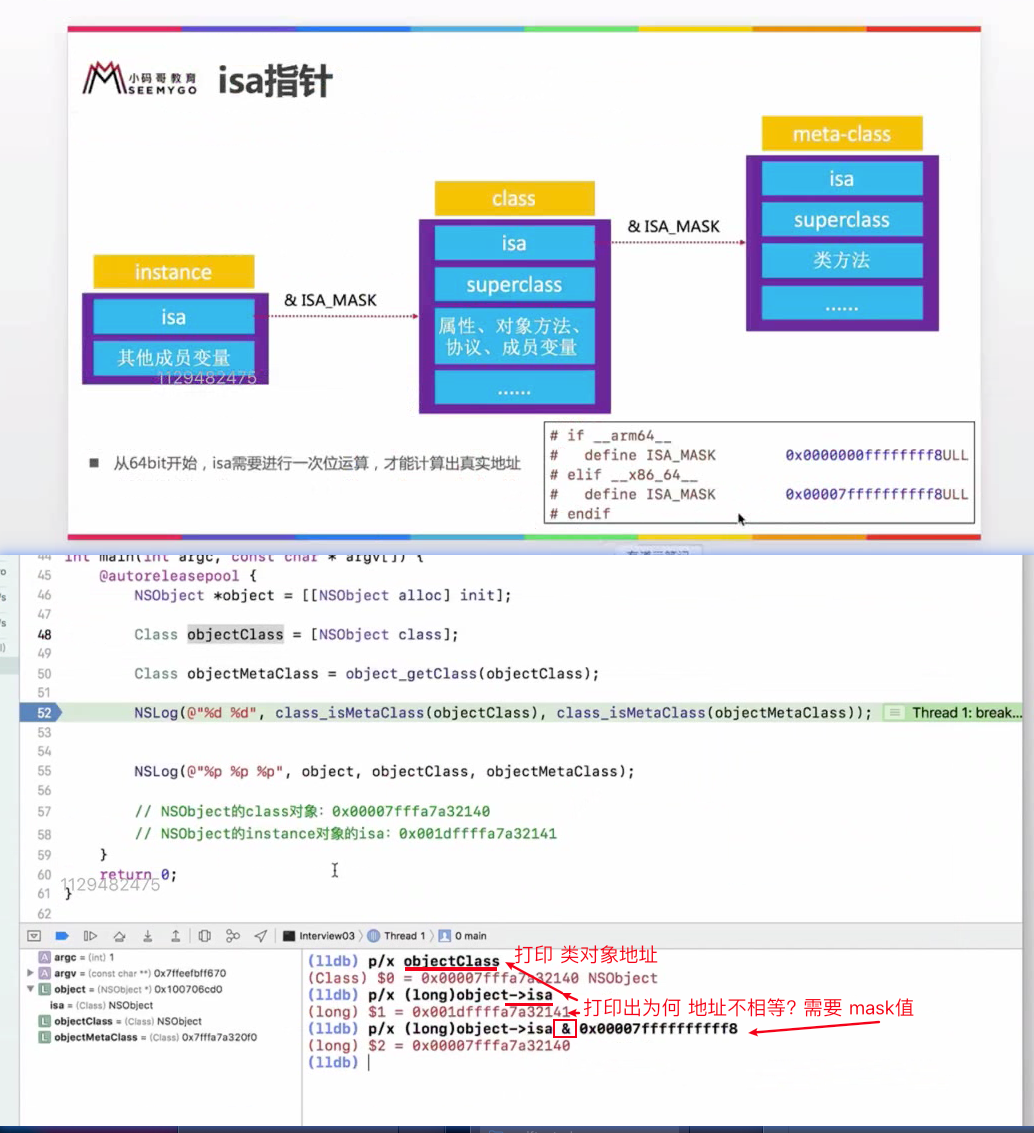 小码哥教育
SEEMYGO
isa指针
meta-class
isa
superclass
类方法
......
class
isa
superclass
属性、对象方法、
协议、成员变量
......
& ISA_MASK
instance
isa
其他成员变量
1129482475
& ISA_MASK
■ 从64bit开始，isa需要进行一次位运算，才能计算出真实地址
# if __arm64__
# define ISA_MASK 0x0000000ffffffff8ULL
# elif __x86_64__
# define ISA_MASK 0x00007ffffffffff8ULL
# endif
44 int main(int argc, const char * argv[]) {
45 @autoreleasepool {
46 NSObject *object = [[NSObject alloc] init];
47
48 Class objectClass = [NSObject class];
49
50 Class objectMetaClass = object_getClass(objectClass);
51
52 NSLog(@"%d %d", class_isMetaClass(objectClass), class_isMetaClass(objectMetaClass)); Thread 1: break...
53
54
55 NSLog(@"%p %p %p", object, objectClass, objectMetaClass);
56
57 // NSObject的class对象：0x00007fffa7a32140
58 // NSObject的instance对象的isa：0x001dffffa7a32141
59 }
60 return 0;
1129482475
61 }
62
Interview03 〉 Thread 1 〉 0 main
argc = (int) 1
argv = (const char **) 0x7ffeefbff670
object = (NSObject *) 0x100706cd0
isa = (Class) NSObject
objectClass = (Class) NSObject
objectMetaClass = (Class) 0x7fffa7a320f0
(lldb) p/x objectClass 打印 类对象地址
(Class) $0 = 0x00007fffa7a32140 NSObject
(lldb) p/x (long)object->isa
(long) $1 = 0x001dffffa7a32141 打印出为何 地址不相等? 需要 mask值
(lldb) p/x (long)object->isa & 0x00007ffffffffff8
(long) $2 = 0x00007fffa7a32140
(lldb)